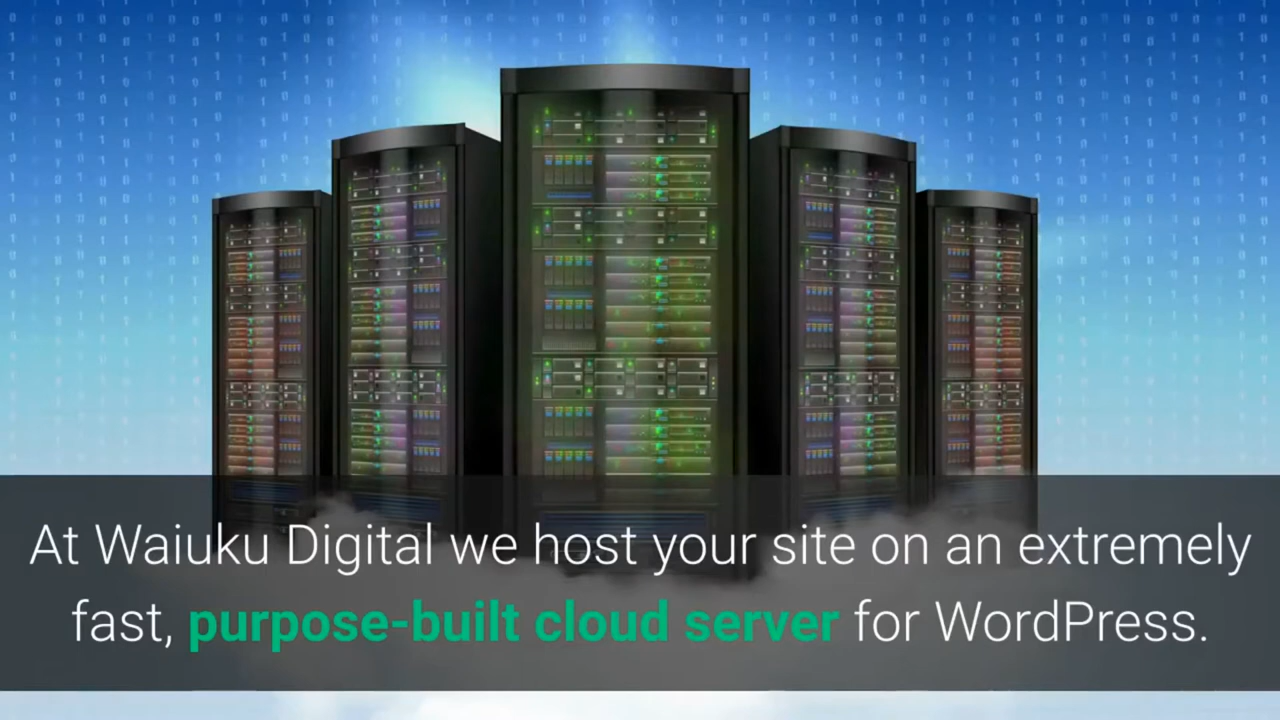 At Waiuku Digital we host your site on an extremely
fast, purpose-built cloud server for WordPress.